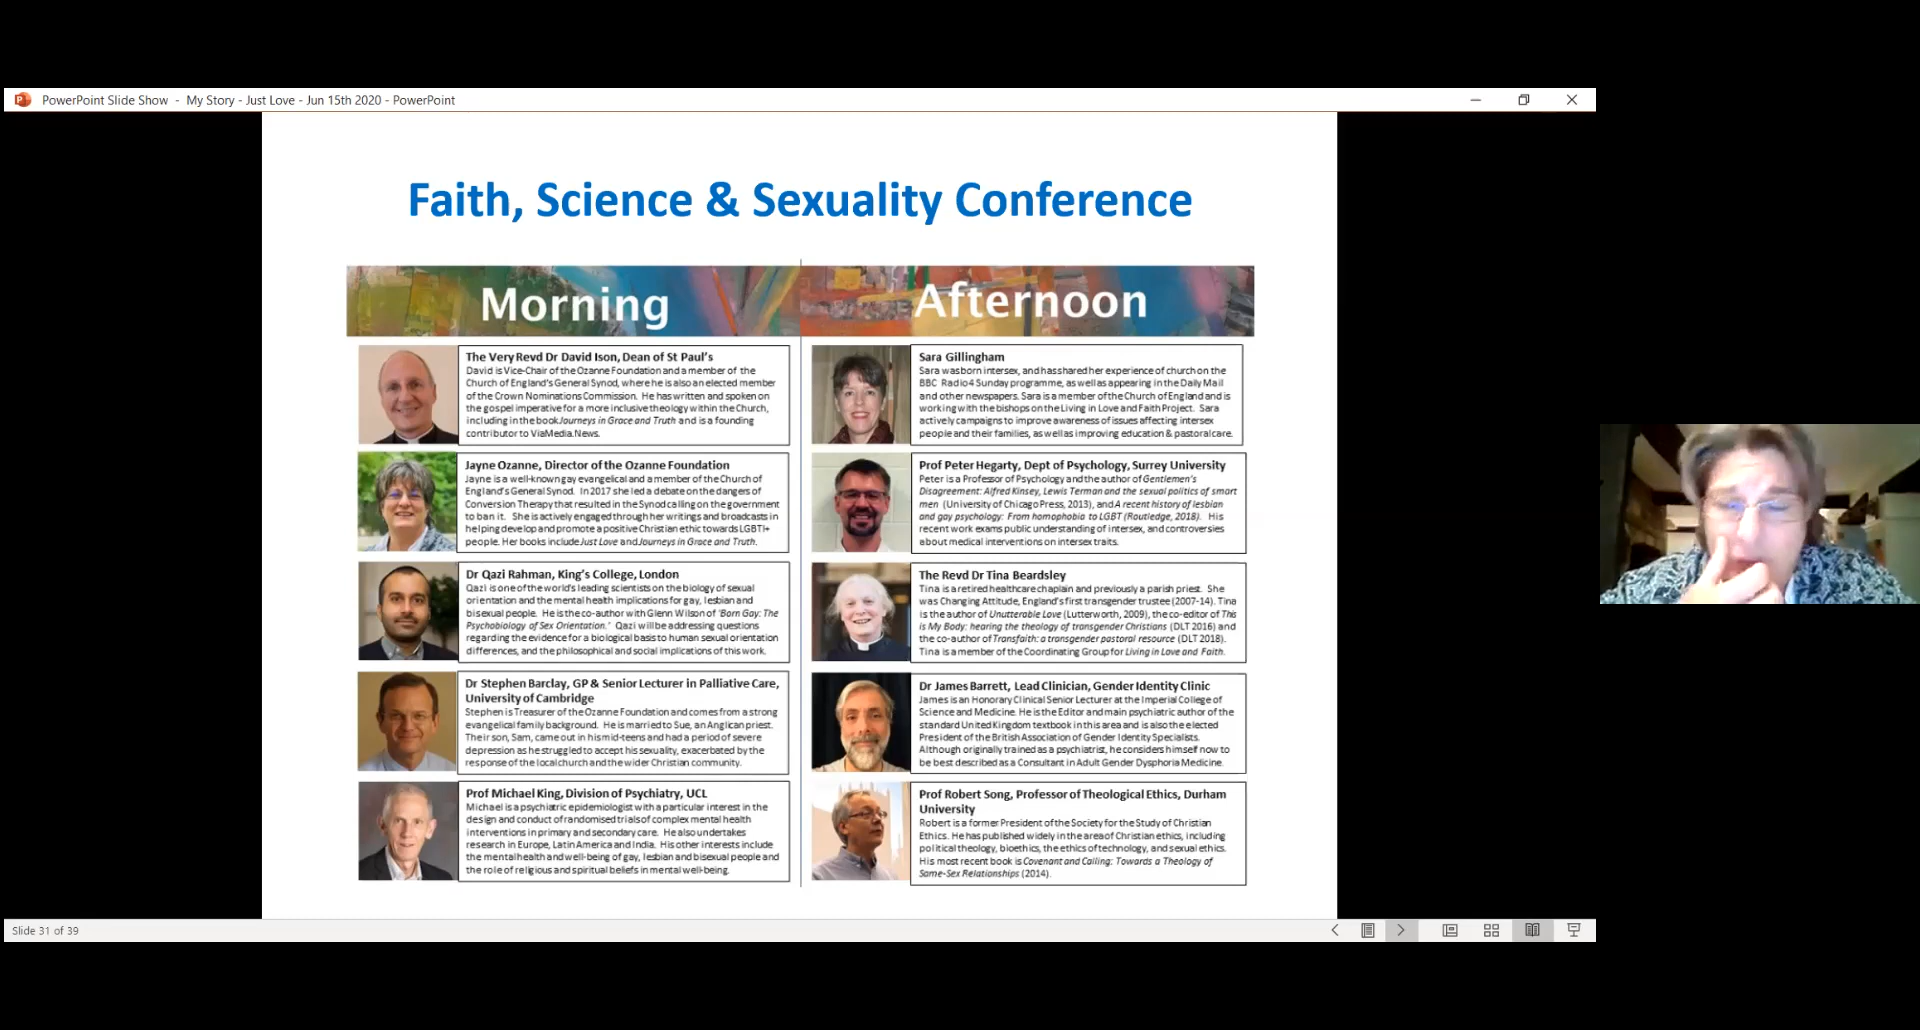 PowerPoint Slide Show - My Story - Just Love - Jun 15th 2020 - PowerPoint
Faith, Science & Sexuality Conference
Morning
The Very Revd Dr David Ison, Dean of St Paul's
David is Vice-Chair of the Ozanne Foundation and a member of the
Church of England's General Synod, where he is also an elected member
of the Crown Nominations Commission. He has written and spoken on
the gospel imperative for a more inclusive theology within the Church,
including in the book Journeys in Grace and Truth and is a founding
contributor to ViaMedia.News.
Jayne Ozanne, Director of the Ozanne Foundation
Jayne is a well-known gay evangelical and a member of the Church of
England's General Synod. In 2017 she led a debate on the dangers of
Conversion Therapy that resulted in the Synod calling on the government
to ban it. She is actively engaged through her writings and broadcasts in
helping develop and promote a positive Christian ethic towards LGBTI+
people. Her books include Just Love and Journeys in Grace and Truth.
Dr Qazi Rahman, King's College, London
Qazi is one of the world's leading scientists on the biology of sexual
orientation and the mental health implications for gay, lesbian and
bisexual people. He is the co-author with Glenn Wilson of 'Born Gay: The
Psychobiology of Sex Orientation.' Qazi will be addressing questions
regarding the evidence for a biological basis to human sexual orientation
differences, and the philosophical and social implications of this work.
Dr Stephen Barclay, GP & Senior Lecturer in Palliative Care,
University of Cambridge
Stephen is Treasurer of the Ozanne Foundation and comes from a strong
evangelical family background. He is married to Sue, an Anglican priest.
Their son, Sam, came out in his mid-teens and had a period of severe
depression as he struggled to accept his sexuality, exacerbated by the
response of the local church and the wider Christian community.
Prof Michael King, Division of Psychiatry, UCL
Michael is a psychiatric epidemiologist with a particular interest in the
design and conduct of randomised trials of complex mental health
interventions in primary and secondary care. He also undertakes
research in Europe, Latin America and India. His other interests include
the mental health and well-being of gay, lesbian and bisexual people and
the role of religious and spiritual beliefs in mental well-being.
Afternoon
Sara Gillingham
Sara was born intersex, and has shared her experience of church on the
BBC Radio 4 Sunday programme, as well as appearing in the Daily Mail
and other newspapers. Sara is a member of the Church of England and is
working with the bishops on the Living in Love and Faith Project. Sara
actively campaigns to improve awareness of issues affecting intersex
people and their families, as well as improving education & pastoral care.
Prof Peter Hegarty, Dept of Psychology, Surrey University
Peter is a Professor of Psychology and the author of Gentlemen's
Disagreement: Alfred Kinsey, Lewis Terman and the sexual politics of smart
men (University of Chicago Press, 2013), and A recent history of lesbian
and gay psychology: From homophobia to LGBT (Routledge, 2018). His
recent work exams public understanding of intersex, and controversies
about medical interventions on intersex traits.
The Revd Dr Tina Beardsley
Tina is a retired healthcare chaplain and previously a parish priest. She
was Changing Attitude, England's first transgender trustee (2007-14). Tina
is the author of Unutterable Love (Lutterworth, 2009), the co-editor of This
is My Body: hearing the theology of transgender Christians (DLT 2016) and
the co-author of Transfaith: a transgender pastoral resource (DLT 2018).
Tina is a member of the Coordinating Group for Living in Love and Faith.
Dr James Barrett, Lead Clinician, Gender Identity Clinic
James is an Honorary Clinical Senior Lecturer at the Imperial College of
Science and Medicine. He is the Editor and main psychiatric author of the
standard United Kingdom textbook in this area and is also the elected
President of the British Association of Gender Identity Specialists.
Although originally trained as a psychiatrist, he considers himself now to
be best described as a Consultant in Adult Gender Dysphoria Medicine.
Prof Robert Song, Professor of Theological Ethics, Durham
University
Robert is a former President of the Society for the Study of Christian
Ethics. He has published widely in the area of Christian ethics, including
political theology, bioethics, the ethics of technology, and sexual ethics.
His most recent book is Covenant and Calling: Towards a Theology of
Same-Sex Relationships (2014).
Slide 31 of 39